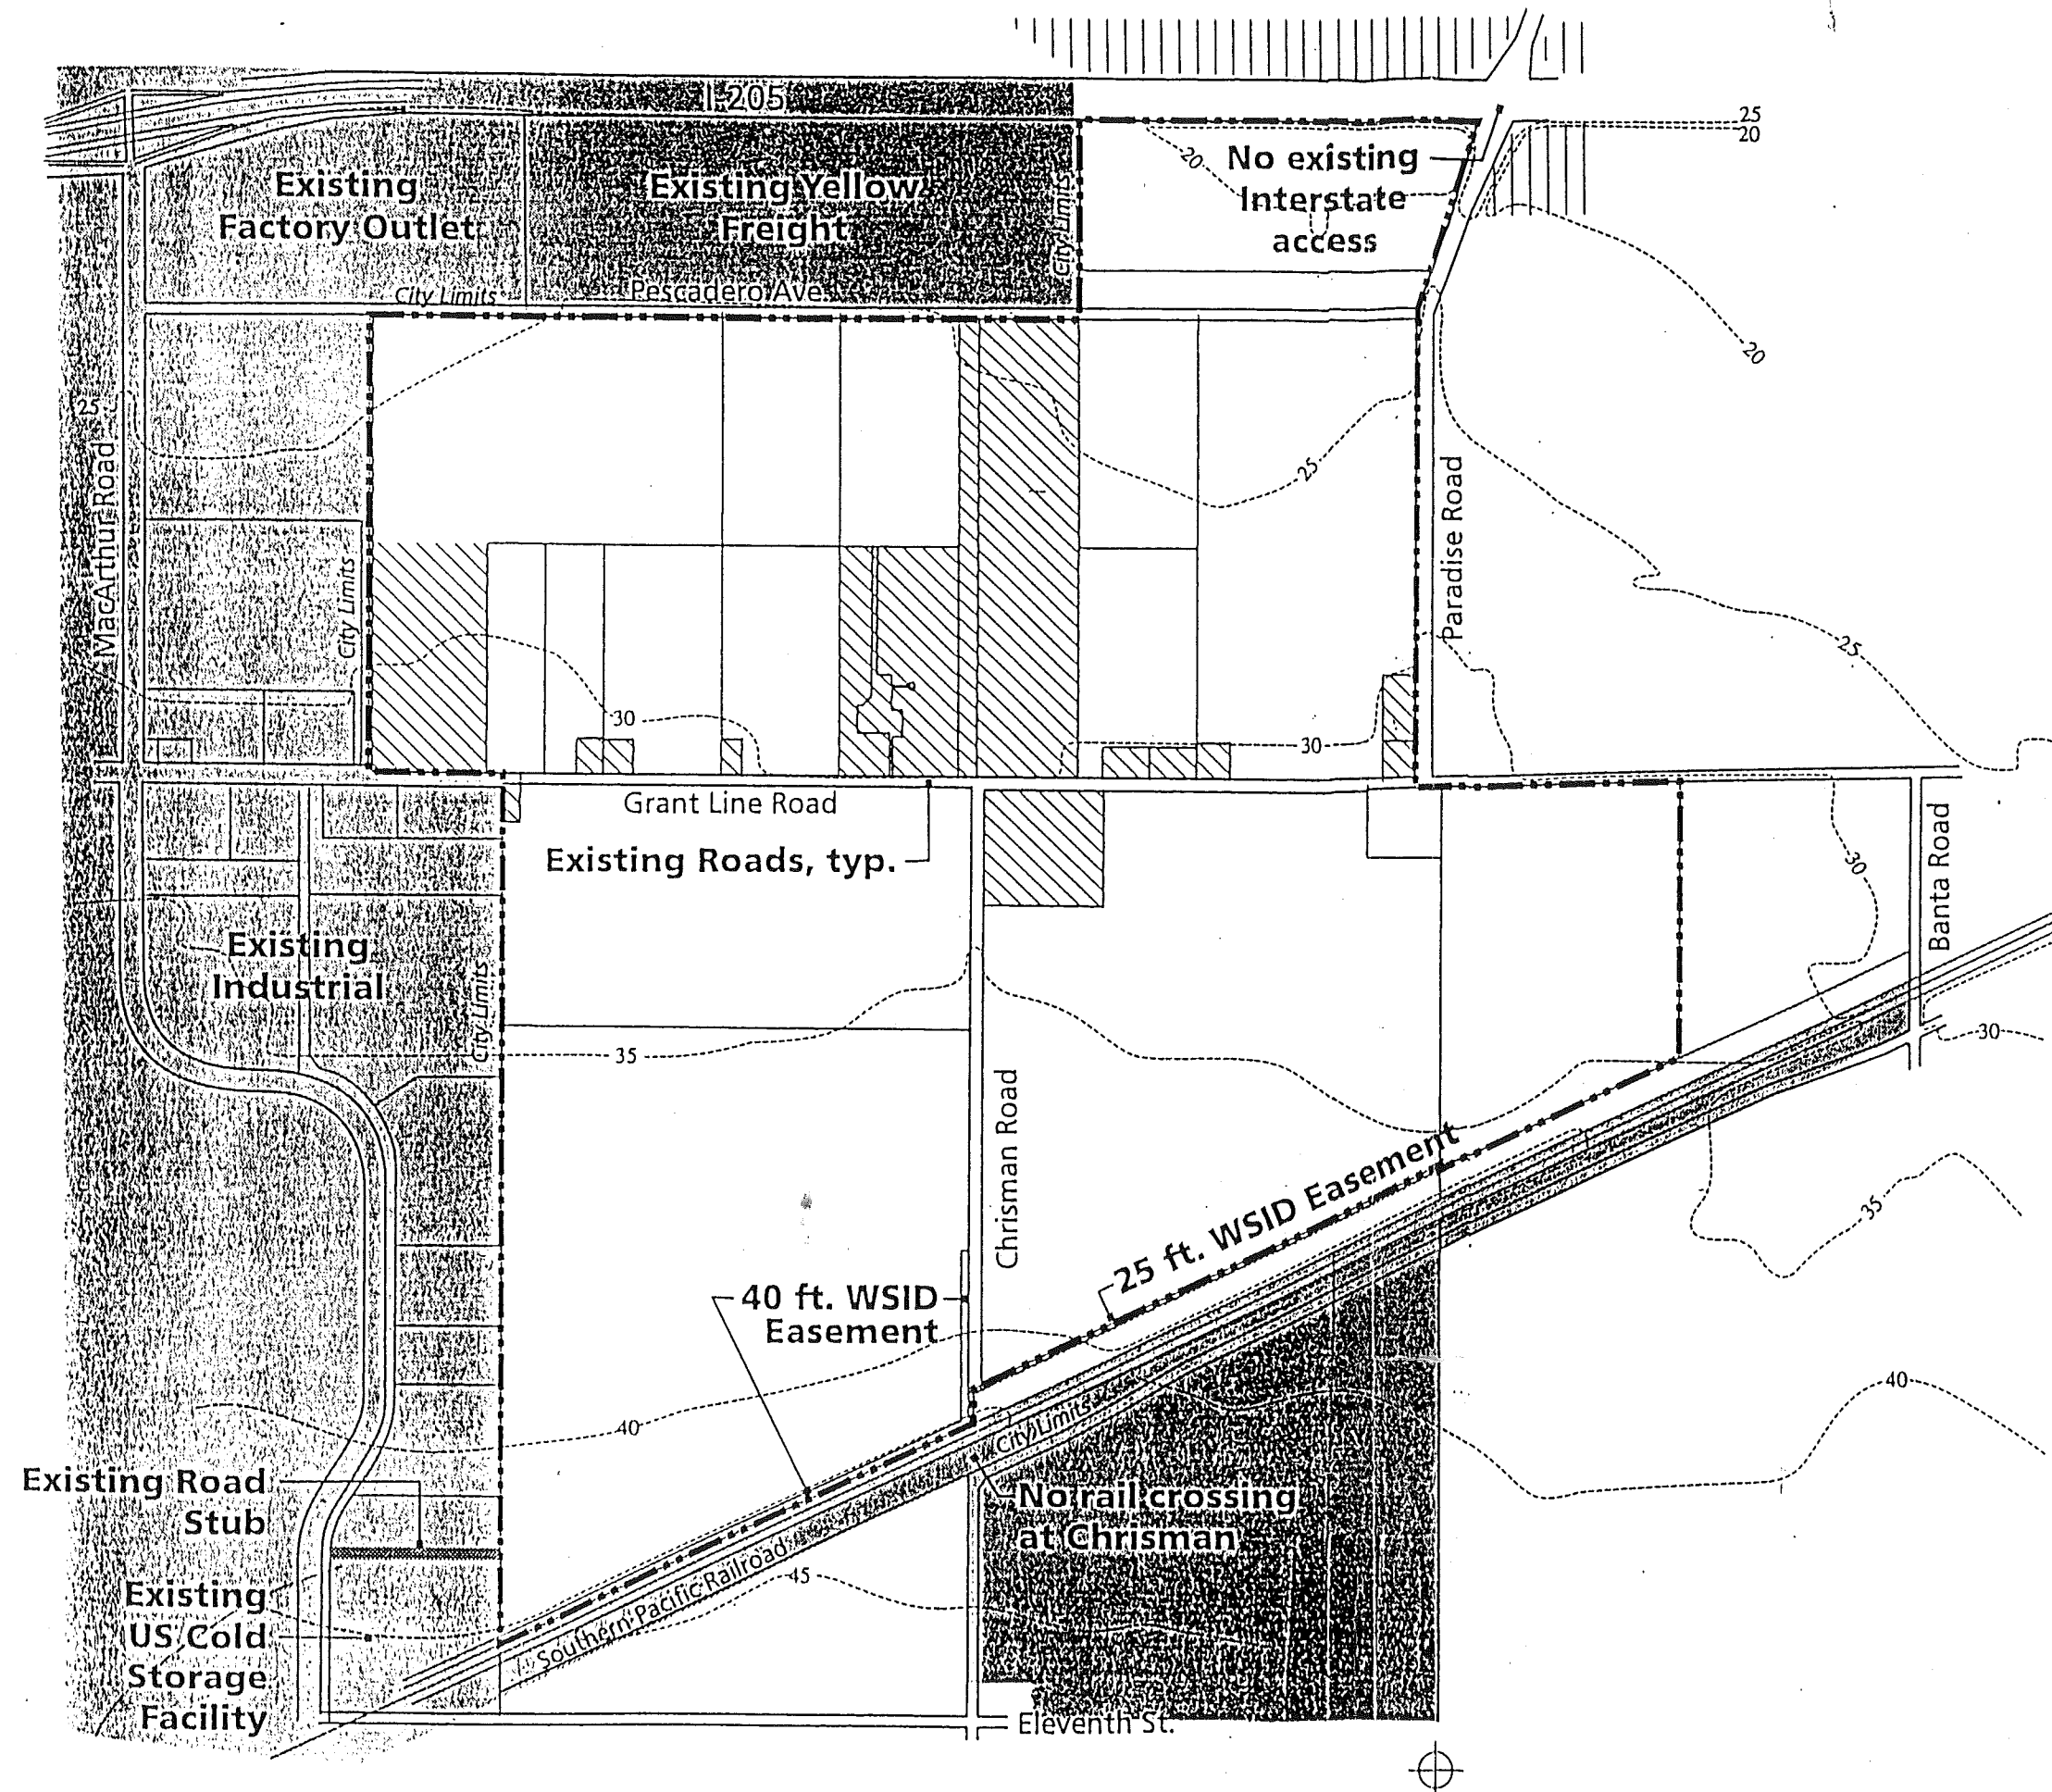 I-205
25
20
Existing
Factory Outlet
Existing Yellow
Freight
City Limits
20
No existing
Interstate
access
City Limits
Pescadero Ave.
20
25
MacArthur Road
25
Paradise Road
City Limits
25
30
30
Grant Line Road
Existing Roads, typ.
30
Banta Road
Existing
Industrial
City Limits
35
30
Chrisman Road
25 ft. WSID Easement
35
40 ft. WSID
Easement
40
40
City Limits
Existing Road
Stub
No rail crossing
at Chrisman
Southern Pacific Railroad
45
Existing
US Cold
Storage
Facility
Eleventh St.